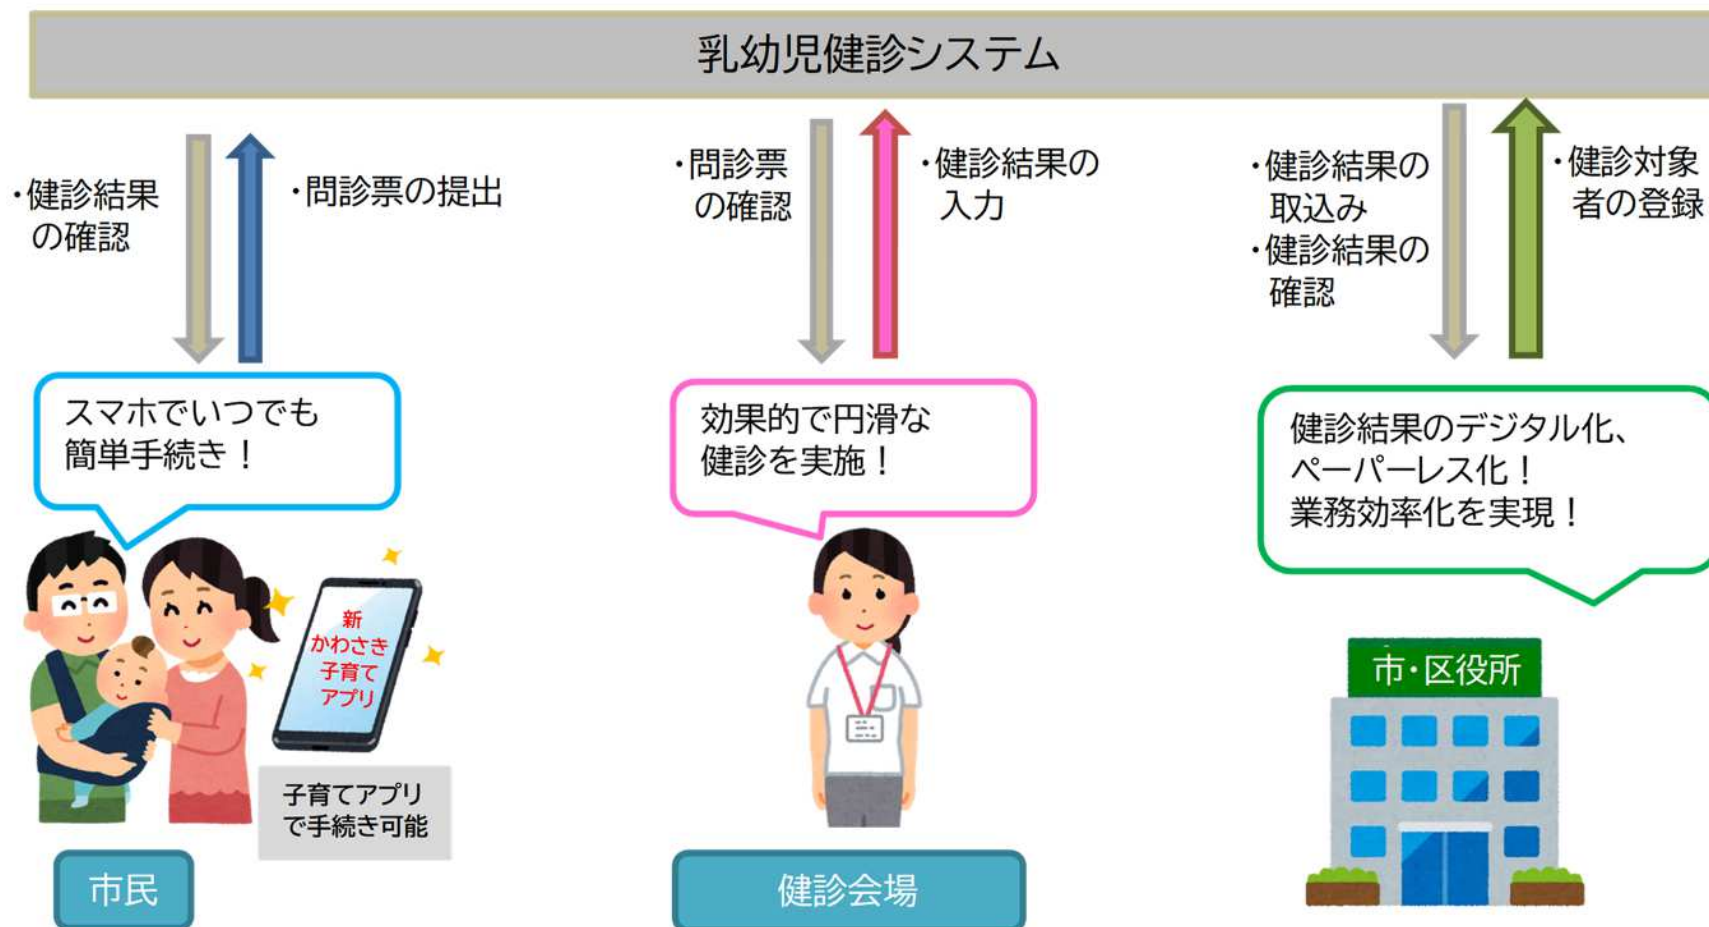 乳幼児健診システム
・健診結果
の確認
・問診票の提出
・問診票
の確認
・健診結果の
入力
・健診結果の
取込み
・健診結果の
確認
・健診対象
者の登録
スマホでいつでも
簡単手続き！
効果的で円滑な
健診を実施！
健診結果のデジタル化、
ペーパーレス化！
業務効率化を実現！
新
かわさき
子育て
アプリ
子育てアプリ
で手続き可能
市・区役所
市民
健診会場